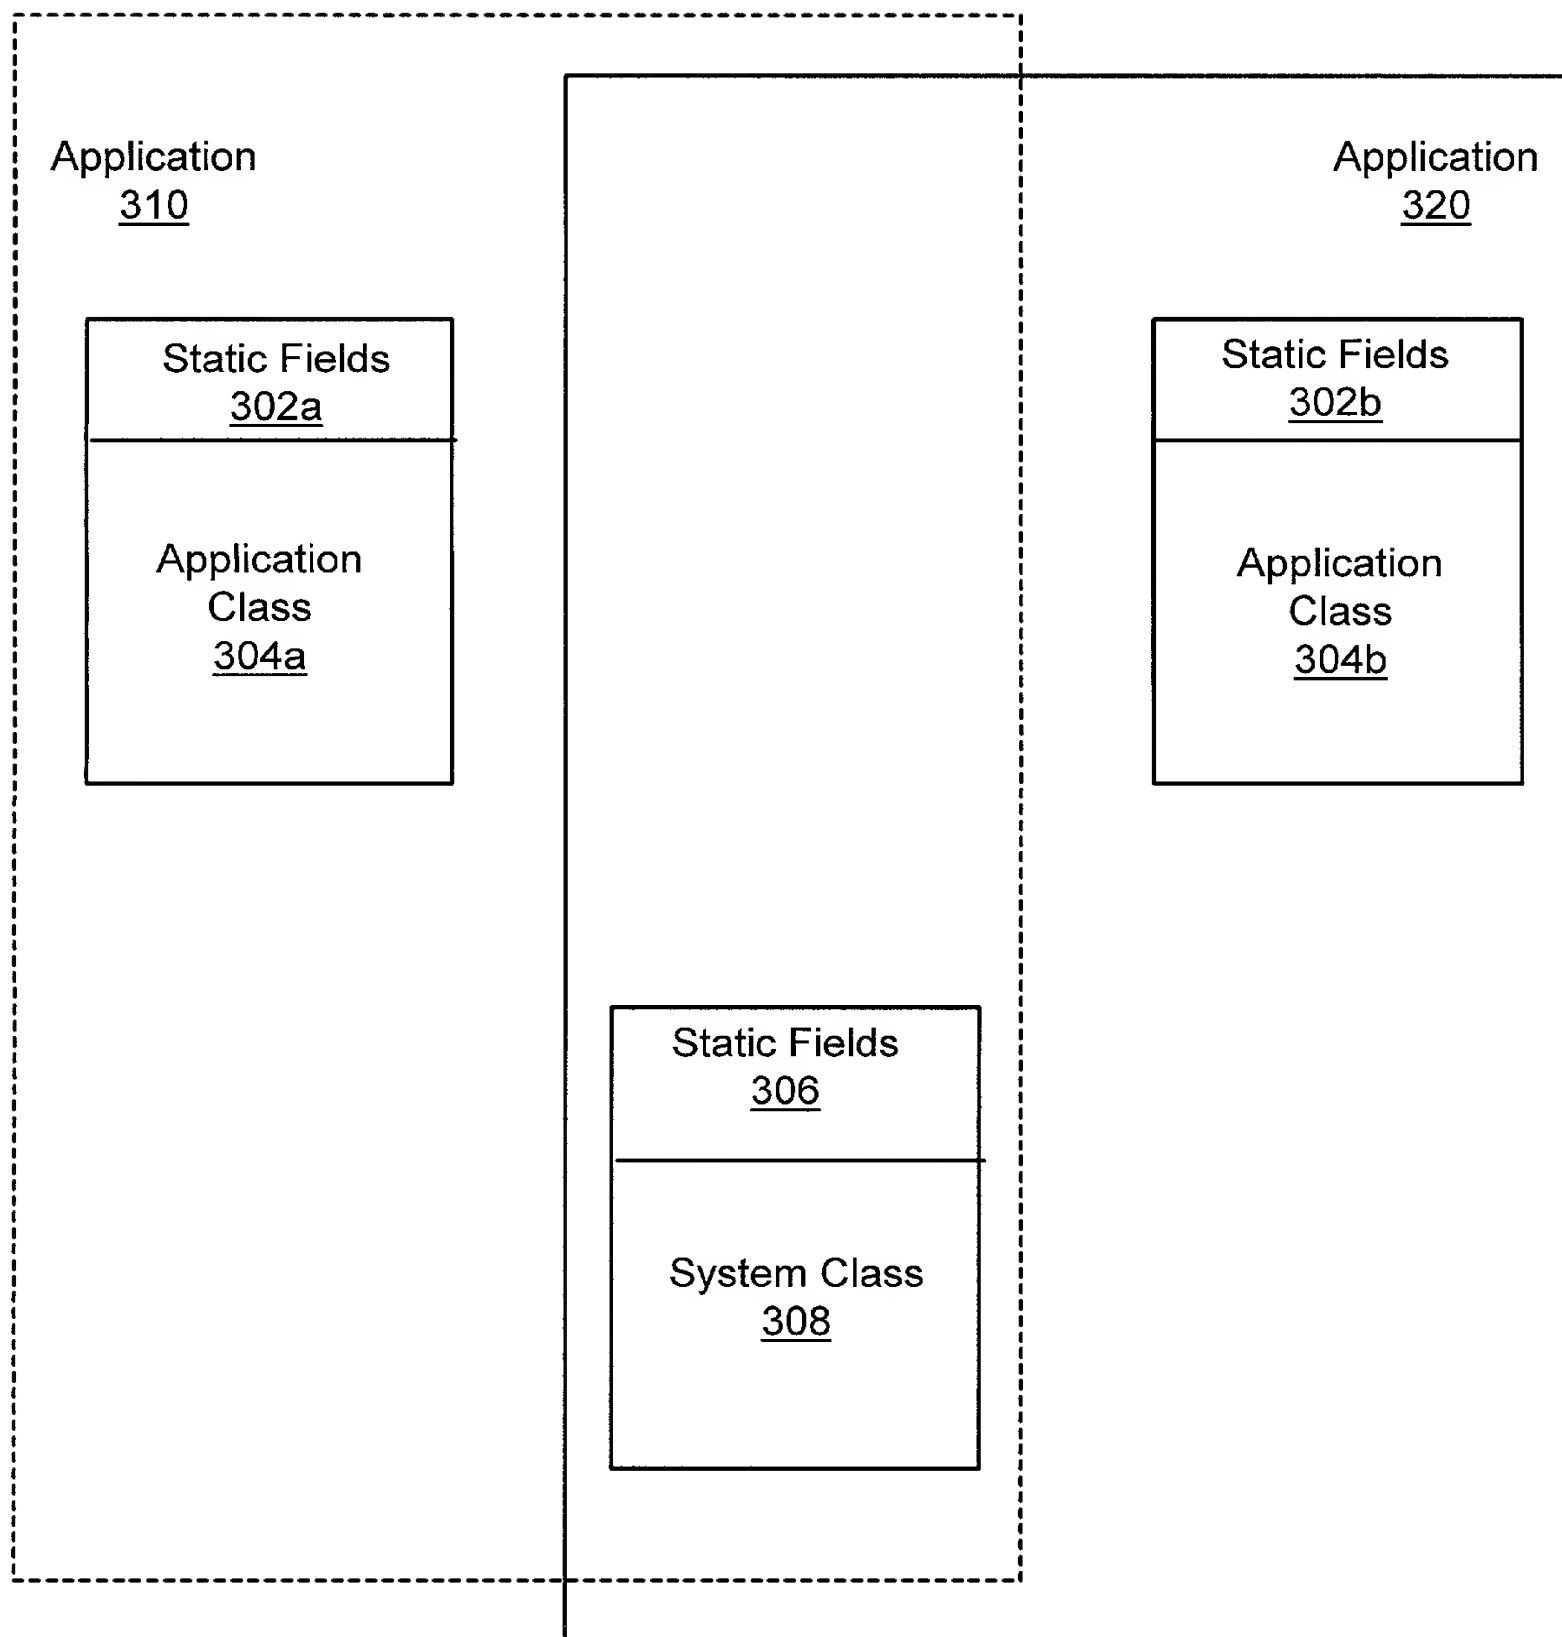 Application
310
Application
320
Static Fields
302a
Application
Class
304a
Static Fields
302b
Application
Class
304b
Static Fields
306
System Class
308